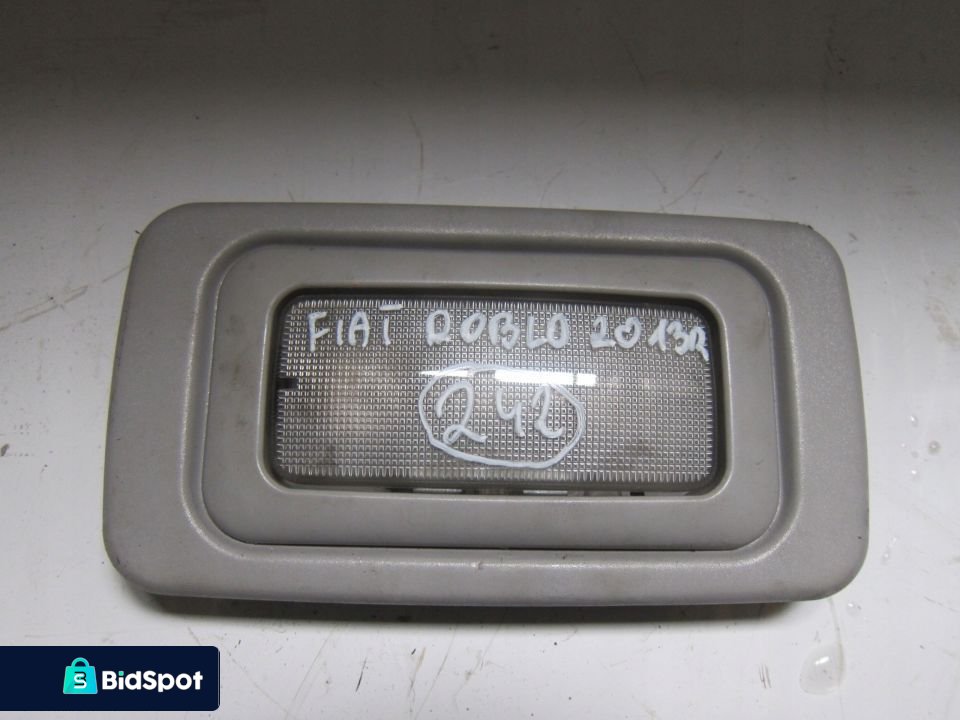 FIAT DOBLO 2013R
242
BidSpot